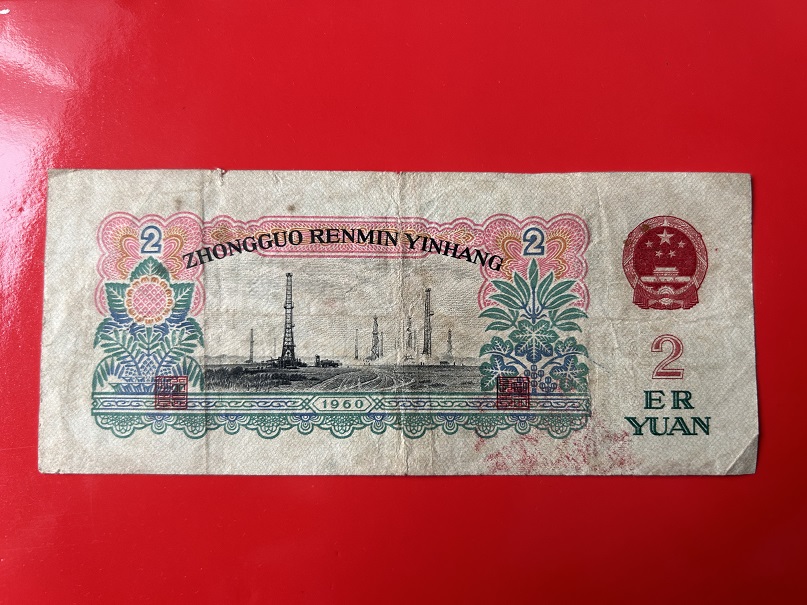 2
ZHONGGUO RENMIN YINHANG
2
2
ER
YUAN
1960